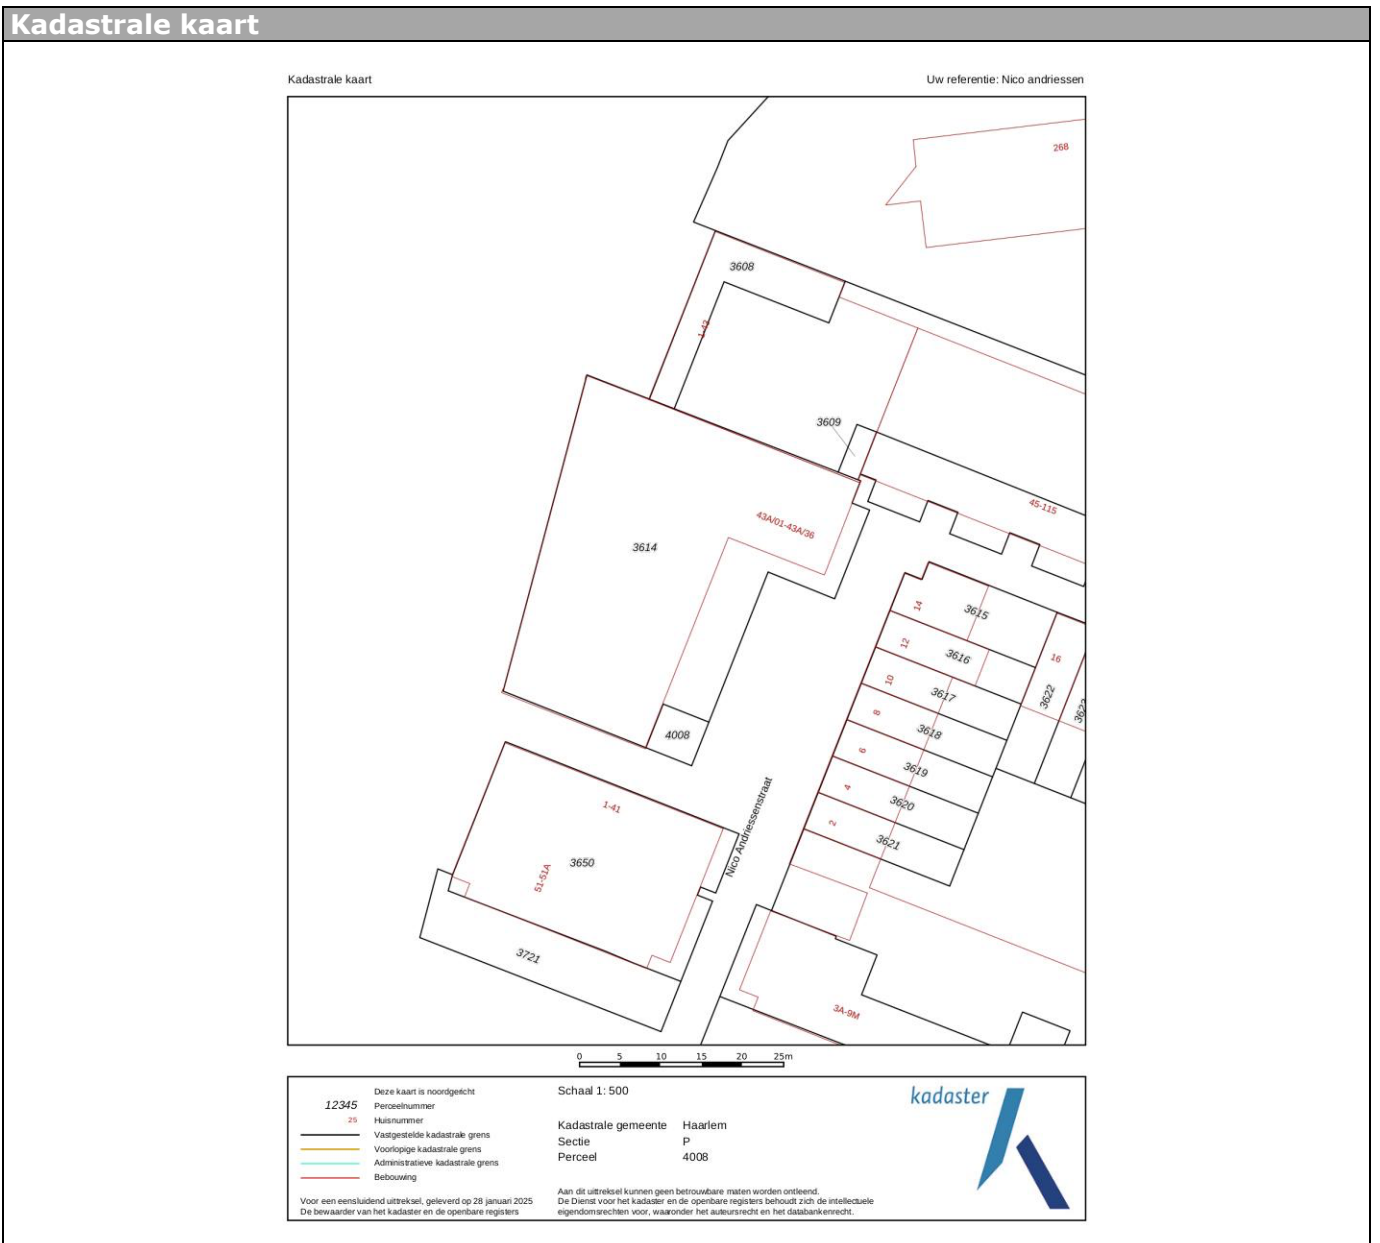 Kadastrale kaart
Kadastrale kaart
Uw referentie: Nico andriessen
268
3608
1-43
3609
45-115
43A/01-43A/36
3614
14
3615
12
3616
16
10
3617
3622
3623
8
3618
4008
6
3619
4
3620
2
3621
1-41
Nico Andriessenstraat
3650
51-51A
3721
3A-9M
0 5 10 15 20 25m
Deze kaart is noordgericht
12345 Perceelnummer
25 Huisnummer
Vastgestelde kadastrale grens
Voorlopige kadastrale grens
Administratieve kadastrale grens
Bebouwing
Voor een eensluidend uittreksel, geleverd op 28 januari 2025
De bewaarder van het kadaster en de openbare registers
Schaal 1: 500
Kadastrale gemeente Haarlem
Sectie P
Perceel 4008
Aan dit uittreksel kunnen geen betrouwbare maten worden ontleend.
De Dienst voor het kadaster en de openbare registers behoudt zich de intellectuele
eigendomsrechten voor, waaronder het auteursrecht en het databankenrecht.
kadaster